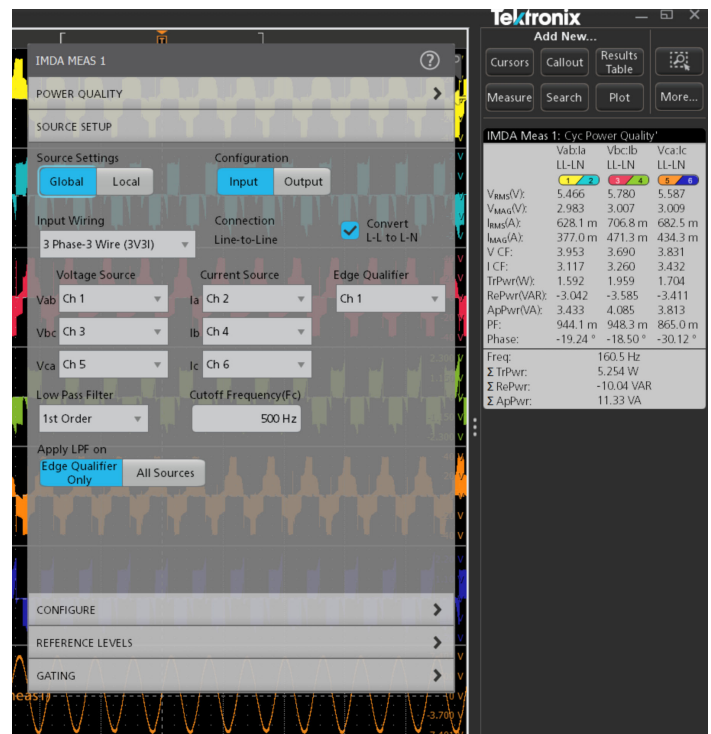 Tektronix
Add New...
Cursors Callout Results Table
Measure Search Plot More...
IMDA MEAS 1
POWER QUALITY
SOURCE SETUP
Source Settings Configuration
Global Local Input Output
Input Wiring Connection Convert L-L to L-N
3 Phase-3 Wire (3V3I) Line-to-Line
Voltage Source Current Source Edge Qualifier
Vab Ch 1 Ia Ch 2 Ch 1
Vbc Ch 3 Ib Ch 4
Vca Ch 5 Ic Ch 6
Low Pass Filter Cutoff Frequency(Fc)
1st Order 500 Hz
Apply LPF on
Edge Qualifier Only All Sources
CONFIGURE
REFERENCE LEVELS
GATING
-3.700 V
IMDA Meas 1: Cyc Power Quality'
Vab:Ia Vbc:Ib Vca:Ic
LL-LN LL-LN LL-LN
1 2 3 4 5 6
VRMS(V): 5.466 5.780 5.587
VMAG(V): 2.983 3.007 3.009
IRMS(A): 628.1 m 706.8 m 682.5 m
IMAG(A): 377.0 m 471.3 m 434.3 m
V CF: 3.953 3.690 3.831
I CF: 3.117 3.260 3.432
TrPwr(W): 1.592 1.959 1.704
RePwr(VAR): -3.042 -3.585 -3.411
ApPwr(VA): 3.433 4.085 3.813
PF: 944.1 m 948.3 m 865.0 m
Phase: -19.24 ° -18.50 ° -30.12 °
Freq: 160.5 Hz
Σ TrPwr: 5.254 W
Σ RePwr: -10.04 VAR
Σ ApPwr: 11.33 VA